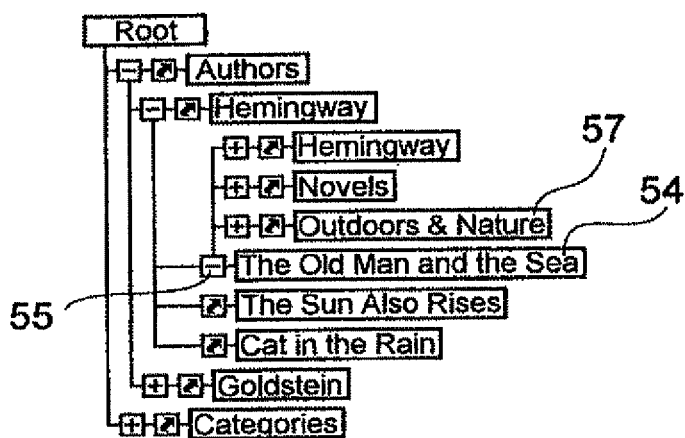 Root
Authors
Hemingway
Hemingway
57
Novels
54
Outdoors & Nature
The Old Man and the Sea
55
The Sun Also Rises
Cat in the Rain
Goldstein
Categories